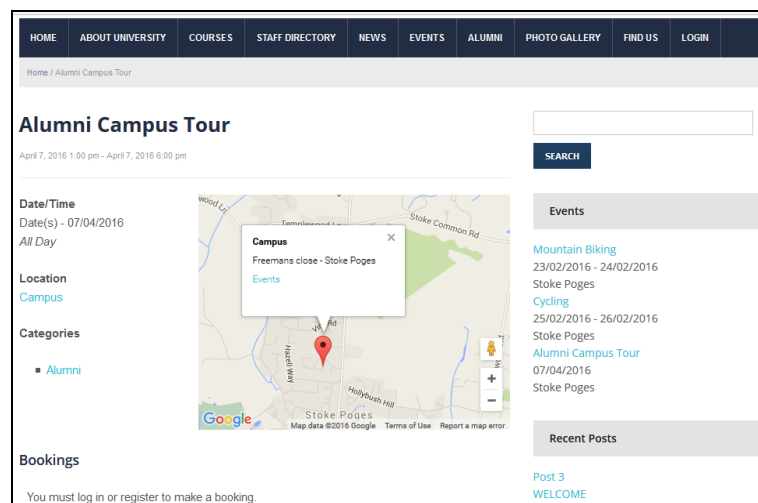 HOME ABOUT UNIVERSITY COURSES STAFF DIRECTORY NEWS EVENTS ALUMNI PHOTO GALLERY FIND US LOGIN
Home / Alumni Campus Tour
Alumni Campus Tour
April 7, 2016 1:00 pm - April 7, 2016 6:00 pm
Date/Time
Date(s) - 07/04/2016
All Day
Location
Campus
Categories
Alumni
wood Ln
Templewood Ln
Stoke Common Rd
Campus
Freemans close - Stoke Poges
Events
Rd
Hazell Way
Hollybush Hill
Stoke Poges
Google
Map data ©2016 Google Terms of Use Report a map error
Bookings
You must log in or register to make a booking.
SEARCH
Events
Mountain Biking
23/02/2016 - 24/02/2016
Stoke Poges
Cycling
25/02/2016 - 26/02/2016
Stoke Poges
Alumni Campus Tour
07/04/2016
Stoke Poges
Recent Posts
Post 3
WELCOME